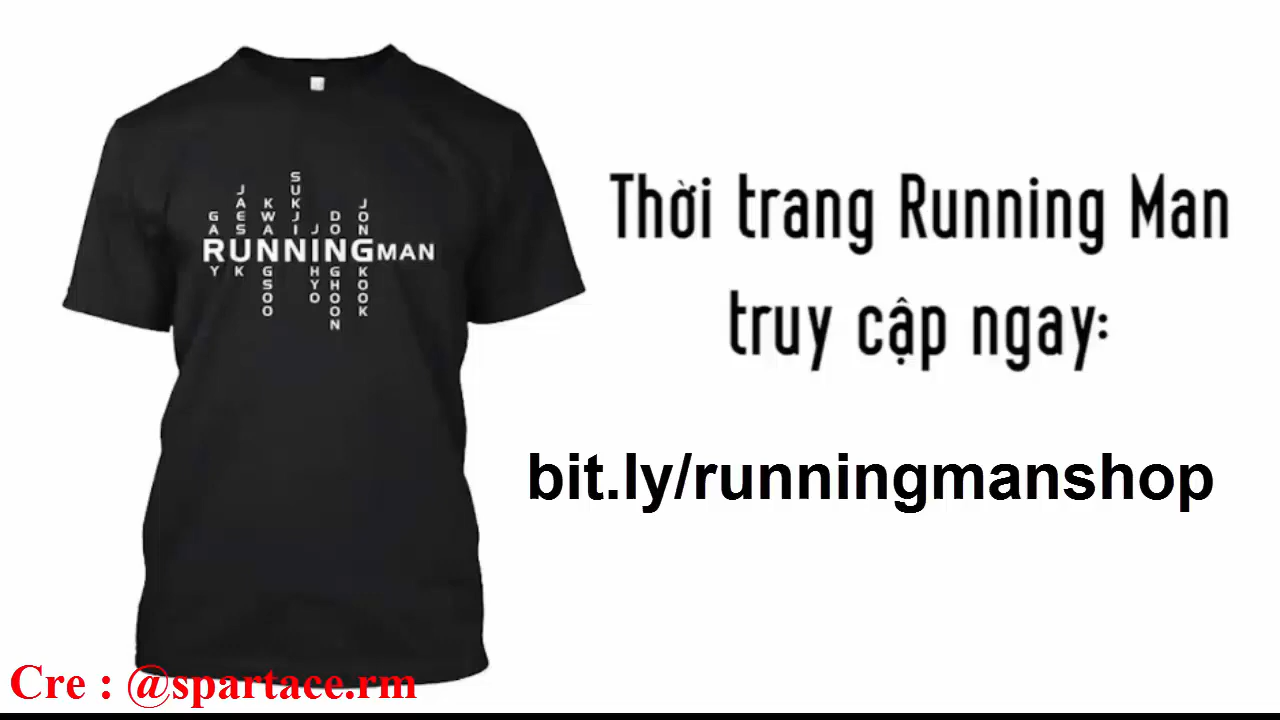 GARY
JAESUK
KWANGSOO
SUKJIN
JIHYO
DONGHOON
JONGKOOK
RUNNINGMAN
Thời trang Running Man
truy cập ngay:
bit.ly/runningmanshop
Cre : @spartace.rm